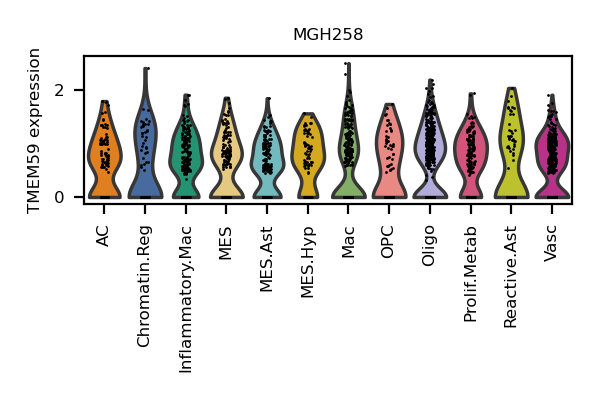 MGH258
TMEM59 expression
2
0
AC
Chromatin.Reg
Inflammatory.Mac
MES
MES.Ast
MES.Hyp
Mac
OPC
Oligo
Prolif.Metab
Reactive.Ast
Vasc